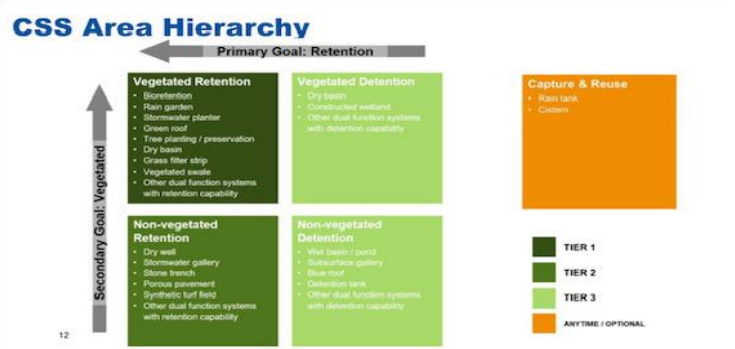 CSS Area Hierarchy
Primary Goal: Retention
Secondary Goal: Vegetated
Vegetated Retention
• Bioretention
• Rain garden
• Stormwater planter
• Green roof
• Tree planting / preservation
• Dry basin
• Grass filter strip
• Vegetated swale
• Other dual function systems
with retention capability
Vegetated Detention
• Dry basin
• Constructed wetland
• Other dual function systems
with detention capability
Capture & Reuse
• Rain tank
• Cistern
Non-vegetated
Retention
• Dry well
• Stormwater gallery
• Stone trench
• Porous pavement
• Synthetic turf field
• Other dual function systems
with retention capability
Non-vegetated
Detention
• Wet basin / pond
• Subsurface gallery
• Blue roof
• Detention tank
• Other dual function systems
with detention capability
TIER 1
TIER 2
TIER 3
ANYTIME / OPTIONAL
12